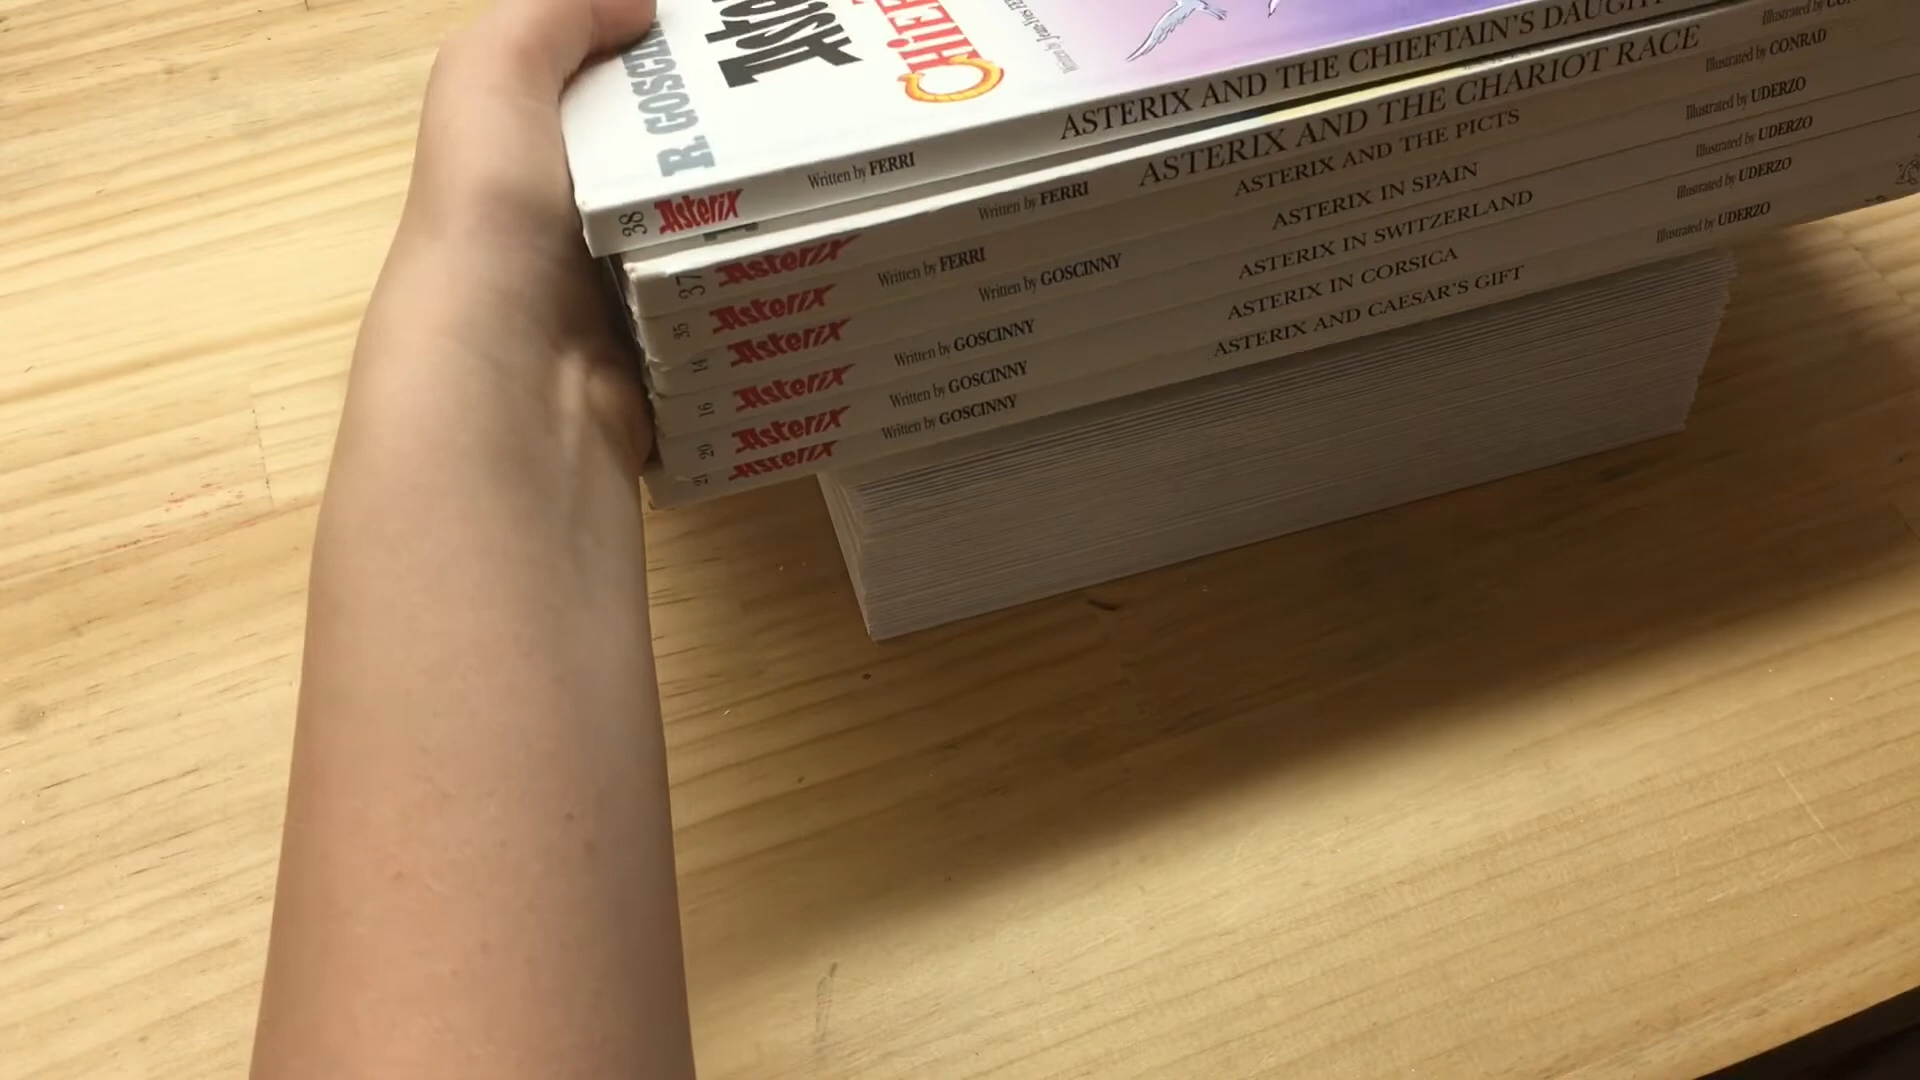 R. GOSCIN
Aste
CHIEF
38 Asterix Written by FERRI ASTERIX AND THE CHIEFTAIN'S DAUGHT Illustrated by
37 Asterix Written by FERRI ASTERIX AND THE CHARIOT RACE Illustrated by CONRAD
35 Asterix Written by FERRI ASTERIX AND THE PICTS
14 Asterix Written by GOSCINNY ASTERIX IN SPAIN Illustrated by UDERZO
16 Asterix Written by GOSCINNY ASTERIX IN SWITZERLAND Illustrated by UDERZO
20 Asterix Written by GOSCINNY ASTERIX IN CORSICA Illustrated by UDERZO
21 Asterix Written by GOSCINNY ASTERIX AND CAESAR'S GIFT Illustrated by UDERZO